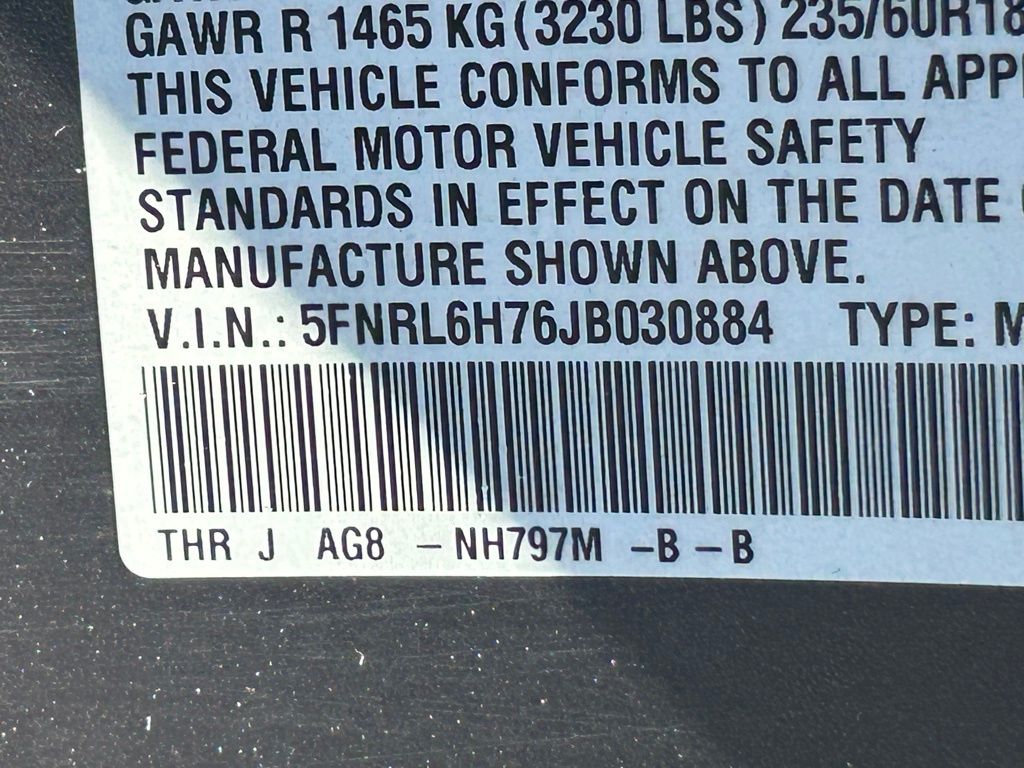 GAWR R 1465 KG (3230 LBS) 235/60R18
THIS VEHICLE CONFORMS TO ALL
FEDERAL MOTOR VEHICLE SAFETY
STANDARDS IN EFFECT ON THE DATE
MANUFACTURE SHOWN ABOVE.
V.I.N.: 5FNRL6H76JB030884 TYPE:
THR J AG8 – NH797M –B – B